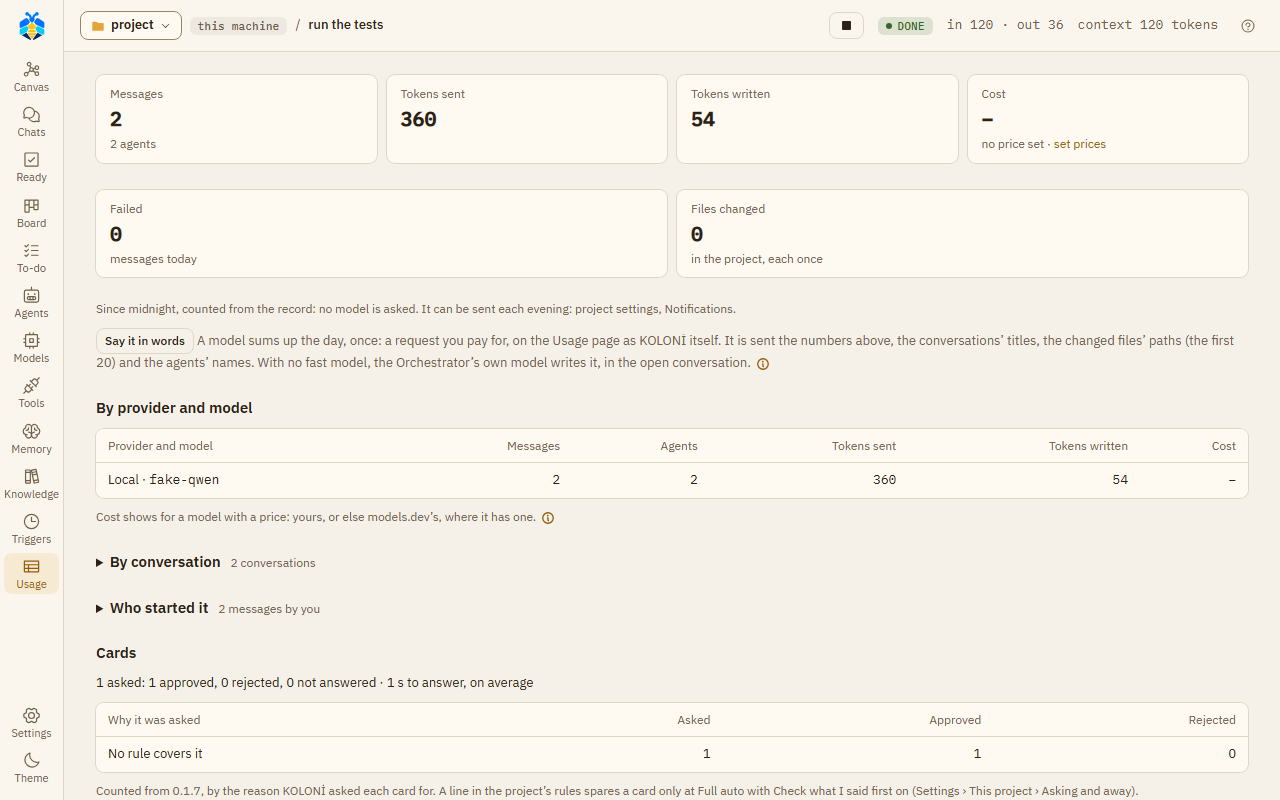 project
this machine / run the tests
DONE
in 120 · out 36 context 120 tokens
Canvas
Chats
Ready
Board
To-do
Agents
Models
Tools
Memory
Knowledge
Triggers
Usage
Settings
Theme
Messages
2
2 agents
Tokens sent
360
Tokens written
54
Cost
–
no price set · set prices
Failed
0
messages today
Files changed
0
in the project, each once
Since midnight, counted from the record: no model is asked. It can be sent each evening: project settings, Notifications.
Say it in words A model sums up the day, once: a request you pay for, on the Usage page as KOLONİ itself. It is sent the numbers above, the conversations’ titles, the changed files’ paths (the first
20) and the agents’ names. With no fast model, the Orchestrator’s own model writes it, in the open conversation.
By provider and model
Provider and model Messages Agents Tokens sent Tokens written Cost
Local · fake-qwen 2 2 360 54 –
Cost shows for a model with a price: yours, or else models.dev’s, where it has one.
By conversation 2 conversations
Who started it 2 messages by you
Cards
1 asked: 1 approved, 0 rejected, 0 not answered · 1 s to answer, on average
Why it was asked Asked Approved Rejected
No rule covers it 1 1 0
Counted from 0.1.7, by the reason KOLONİ asked each card for. A line in the project’s rules spares a card only at Full auto with Check what I said first on (Settings › This project › Asking and away).